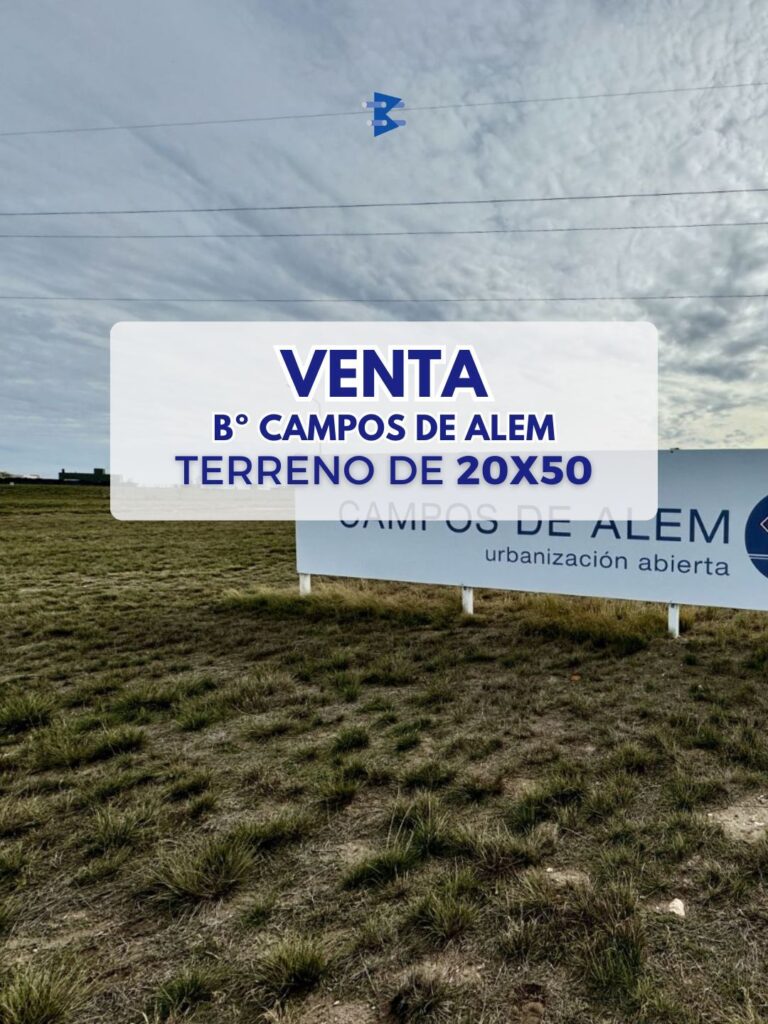 VENTA
B° CAMPOS DE ALEM
TERRENO DE 20X50
CAMPOS DE ALEM
urbanización abierta